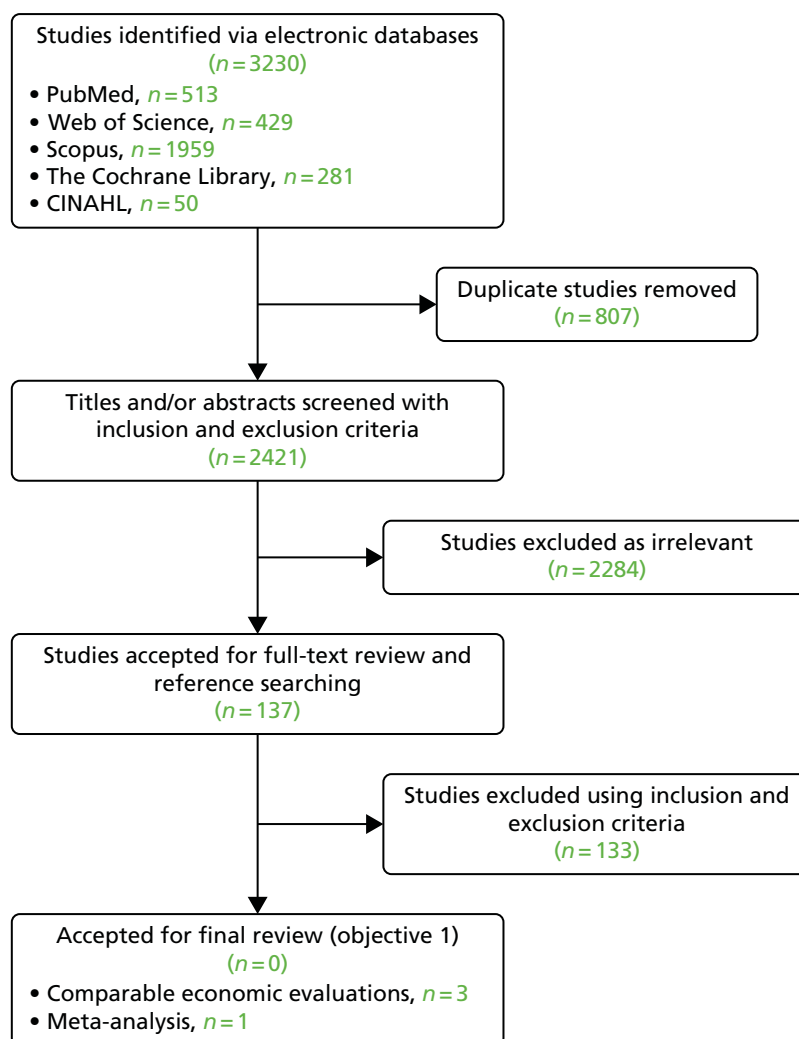 Studies identified via electronic databases
(n=3230)
• PubMed, n=513
• Web of Science, n=429
• Scopus, n=1959
• The Cochrane Library, n=281
• CINAHL, n=50
Duplicate studies removed
(n=807)
Titles and/or abstracts screened with
inclusion and exclusion criteria
(n=2421)
Studies excluded as irrelevant
(n=2284)
Studies accepted for full-text review and
reference searching
(n=137)
Studies excluded using inclusion and
exclusion criteria
(n=133)
Accepted for final review (objective 1)
(n=0)
• Comparable economic evaluations, n=3
• Meta-analysis, n=1